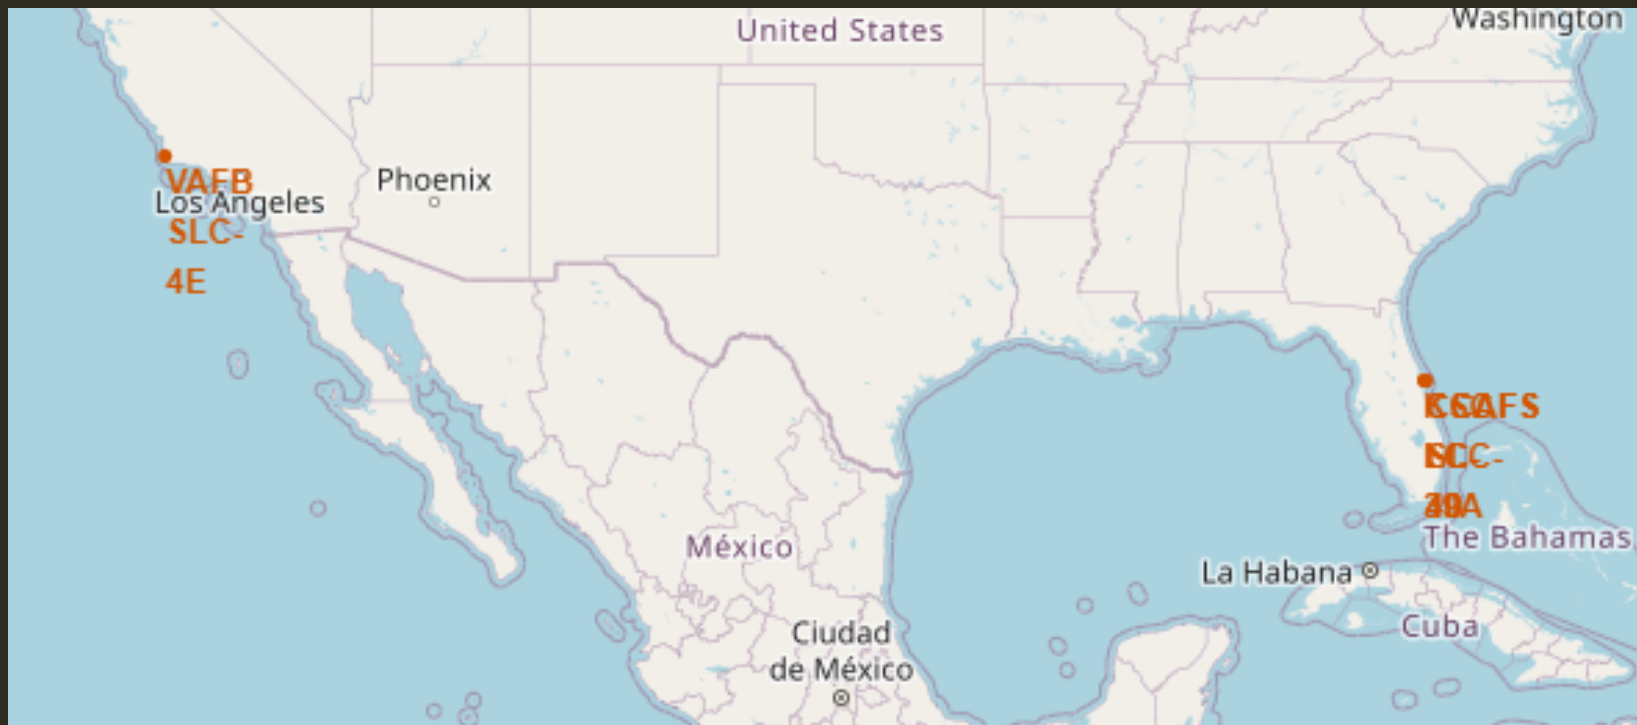 United States
Washington
VAFB
Los Angeles
SLC-
4E
Phoenix
México
Ciudad
de México
La Habana
Cuba
The Bahamas